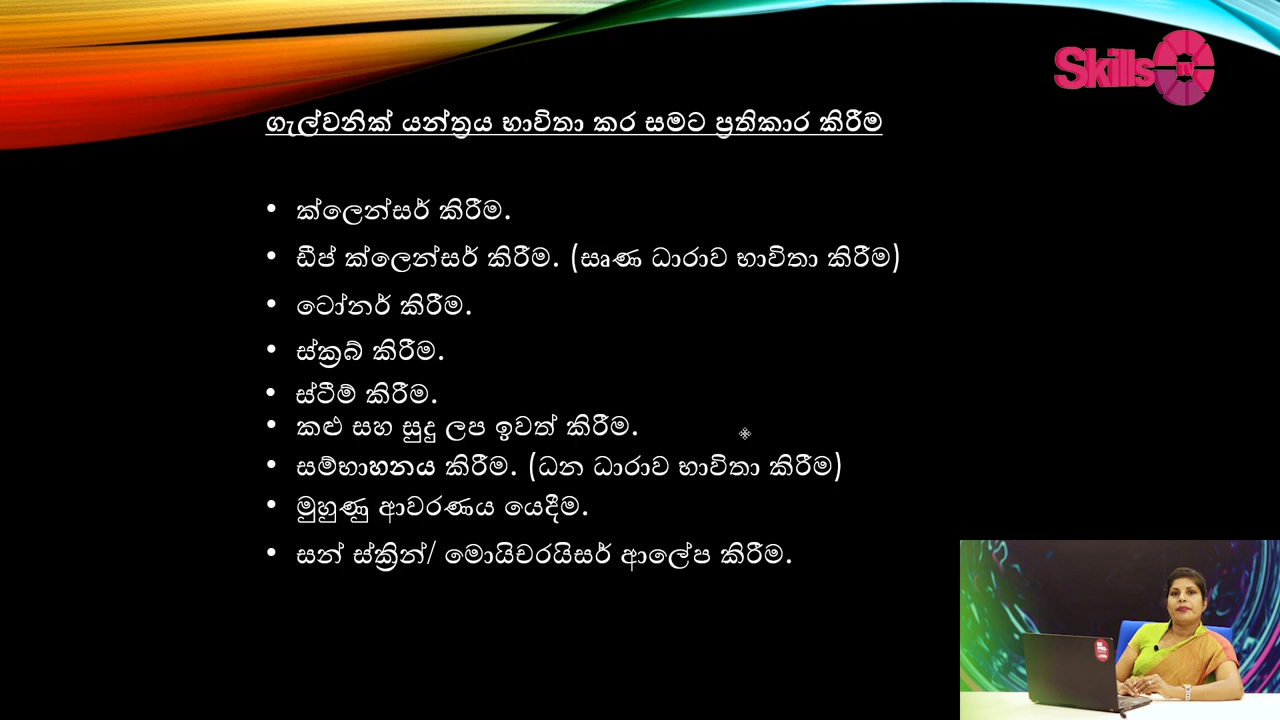 Skills TV
ගැල්වනික් යන්ත්‍රය භාවිතා කර සමට ප්‍රතිකාර කිරීම
• ක්ලෙන්සර් කිරීම.
• ඩීප් ක්ලෙන්සර් කිරීම. (සෘණ ධාරාව භාවිතා කිරීම)
• ටෝනර් කිරීම.
• ස්ක්‍රබ් කිරීම.
• ස්ටීම් කිරීම.
• කළු සහ සුදු ලප ඉවත් කිරීම.
• සම්භාහනය කිරීම. (ධන ධාරාව භාවිතා කිරීම)
• මුහුණු ආවරණය යෙදීම.
• සන් ස්ක්‍රින්/ මොයිචරයිසර් ආලේප කිරීම.